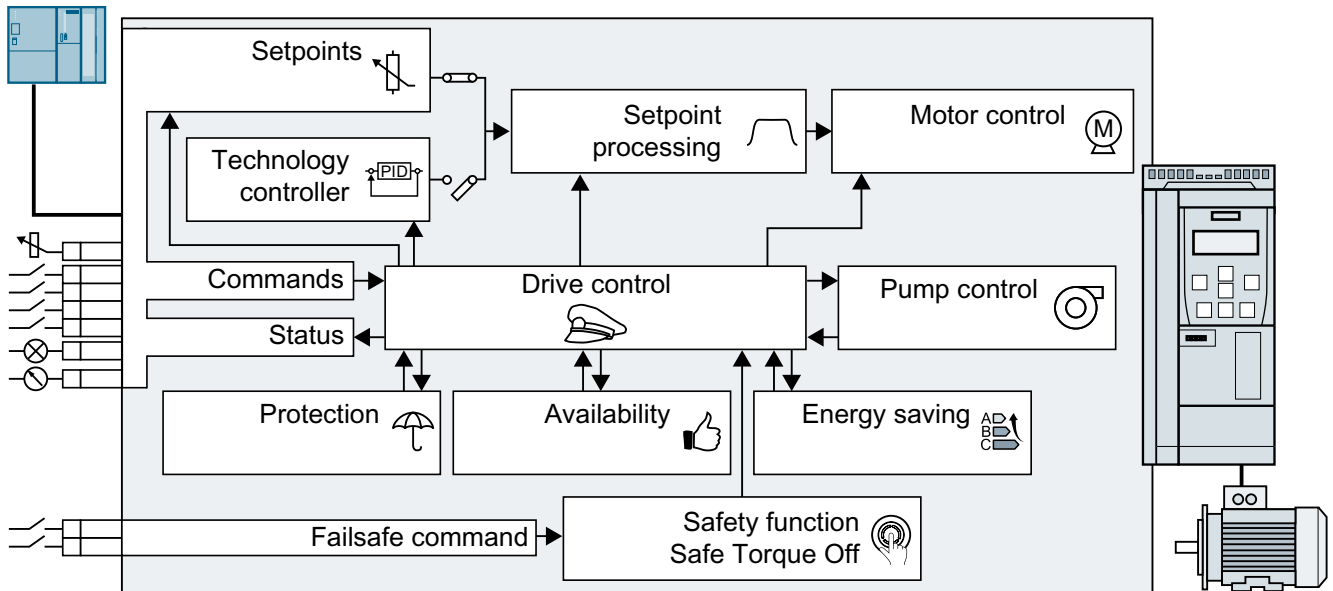 Setpoints
Setpoint
processing
Motor control
M
Technology
controller
PID
Commands
Drive control
Pump control
Status
Protection
Availability
Energy saving
A
B
C
Failsafe command
Safety function
Safe Torque Off